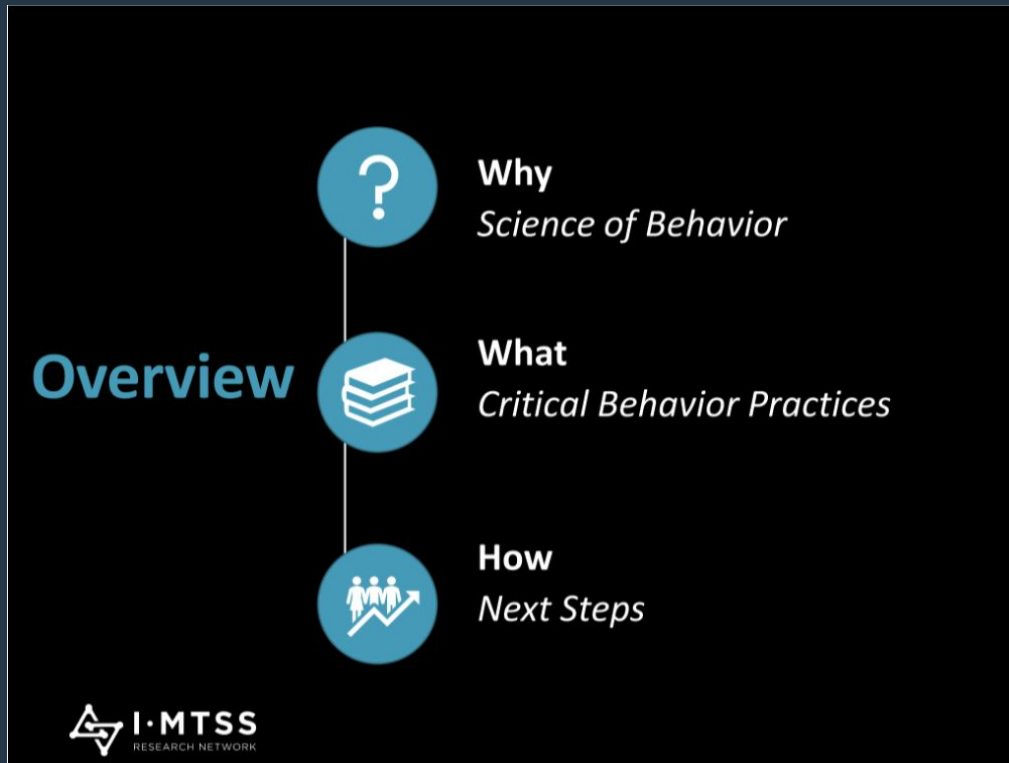 Why
Science of Behavior
Overview
What
Critical Behavior Practices
How
Next Steps
I·MTSS
RESEARCH NETWORK